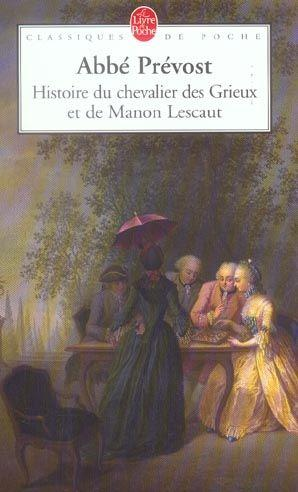 Le Livre
de Poche
CLASSIQUES DE POCHE
Abbé Prévost
Histoire du chevalier des Grieux
et de Manon Lescaut